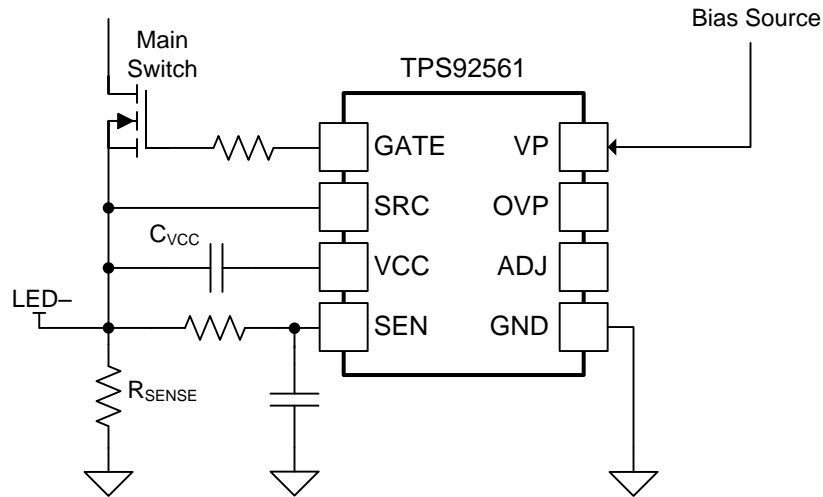 Bias Source
Main
Switch
TPS92561
GATE
VP
SRC
OVP
CVCC
VCC
ADJ
LED–
SEN
GND
RSENSE